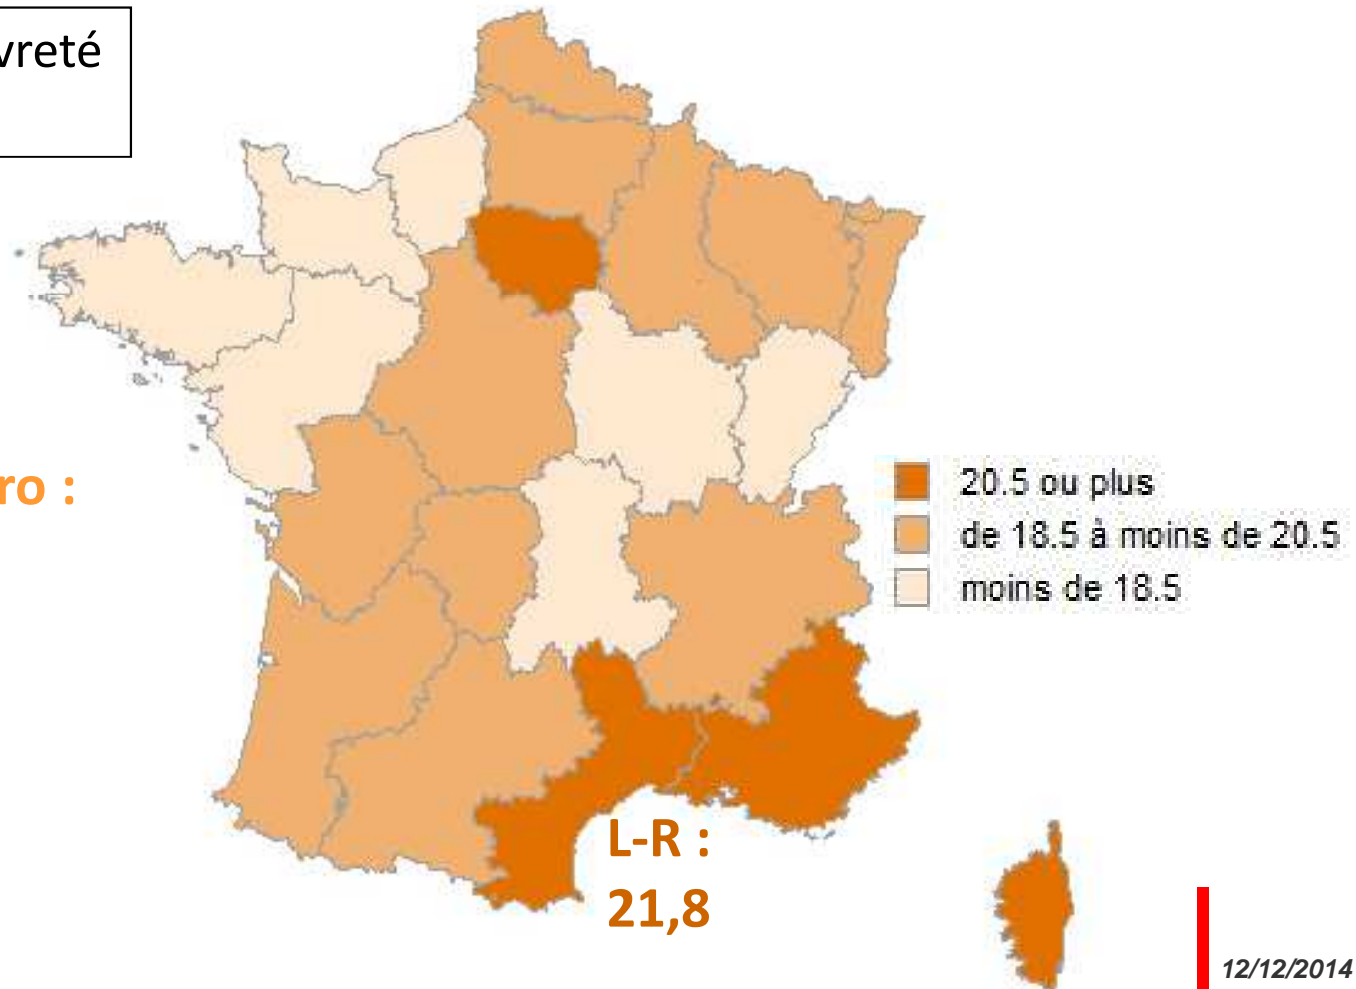 vreté
ro :
20.5 ou plus
de 18.5 à moins de 20.5
moins de 18.5
L-R :
21,8
12/12/2014